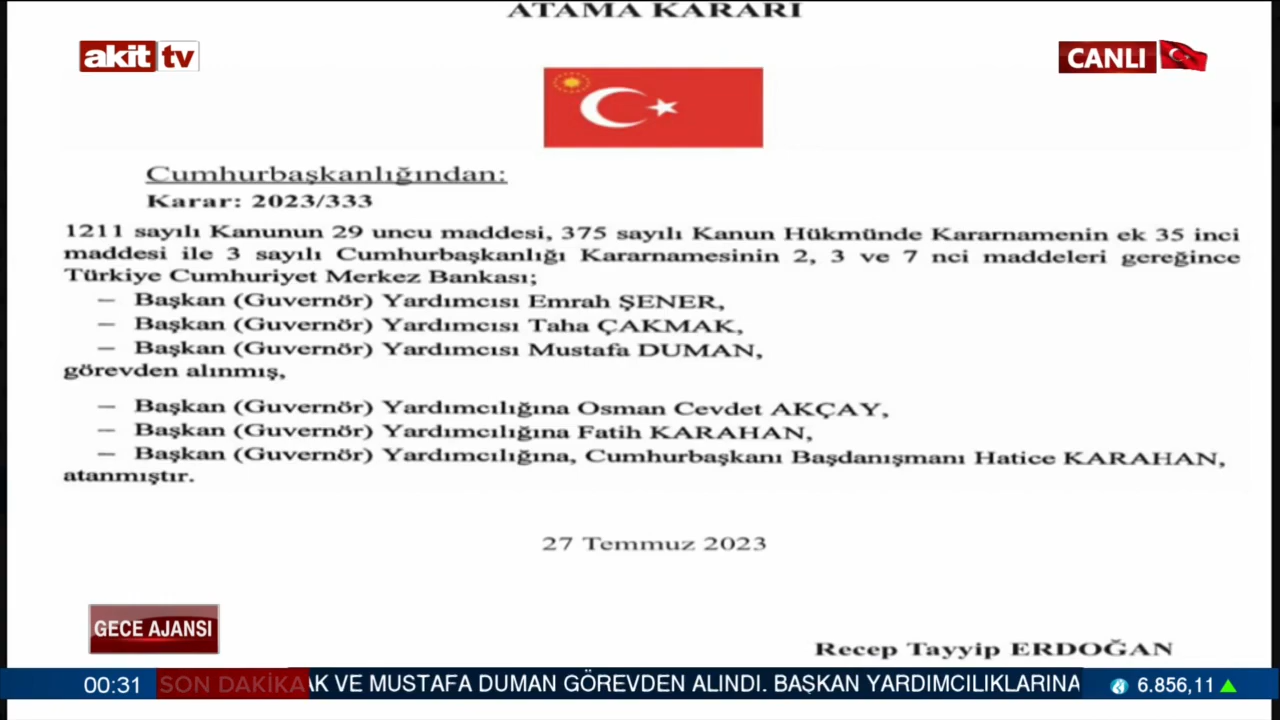 ATAMA KARARI
akit tv
CANLI
Cumhurbaşkanlığından:
Karar: 2023/333
1211 sayılı Kanunun 29 uncu maddesi, 375 sayılı Kanun Hükmünde Kararnamenin ek 35 inci
maddesi ile 3 sayılı Cumhurbaşkanlığı Kararnamesinin 2, 3 ve 7 nci maddeleri gereğince
Türkiye Cumhuriyet Merkez Bankası;
— Başkan (Guvernör) Yardımcısı Emrah ŞENER,
— Başkan (Guvernör) Yardımcısı Taha ÇAKMAK,
— Başkan (Guvernör) Yardımcısı Mustafa DUMAN,
görevden alınmış,
— Başkan (Guvernör) Yardımcılığına Osman Cevdet AKÇAY,
— Başkan (Guvernör) Yardımcılığına Fatih KARAHAN,
— Başkan (Guvernör) Yardımcılığına, Cumhurbaşkanı Başdanışmanı Hatice KARAHAN,
atanmıştır.
27 Temmuz 2023
GECE AJANSI
Recep Tayyip ERDOĞAN
00:31 SON DAKİKA AK VE MUSTAFA DUMAN GÖREVDEN ALINDI. BAŞKAN YARDIMCILIKLARINA 6.856,11